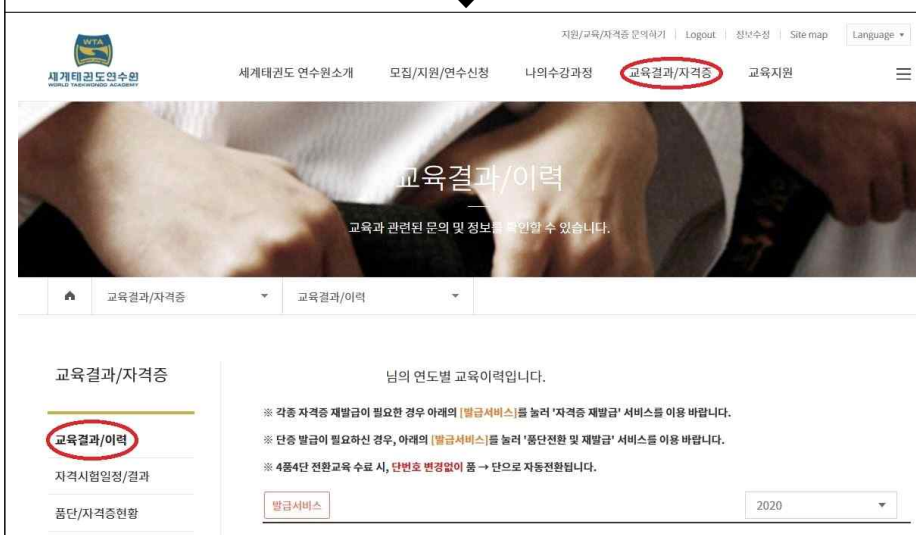 지원/교육/자격증 문의하기 | Logout | 정보수정 | Site map Language
WTA
세계태권도연수원
WORLD TAEKWONDO ACADEMY
세계태권도 연수원소개 모집/지원/연수신청 나의수강과정 교육결과/자격증 교육지원
교육결과/이력
교육과 관련된 문의 및 정보를 확인할 수 있습니다.
교육결과/자격증 교육결과/이력
교육결과/자격증
님의 연도별 교육이력입니다.
※ 각종 자격증 재발급이 필요한 경우 아래의 [발급서비스]를 눌러 '자격증 재발급' 서비스를 이용 바랍니다.
교육결과/이력
※ 단증 발급이 필요하신 경우, 아래의 [발급서비스]를 눌러 '품단전환 및 재발급' 서비스를 이용 바랍니다.
※ 4품4단 전환교육 수료 시, 단번호 변경없이 품 → 단으로 자동전환됩니다.
자격시험일정/결과
발급서비스 2020
품단/자격증현황